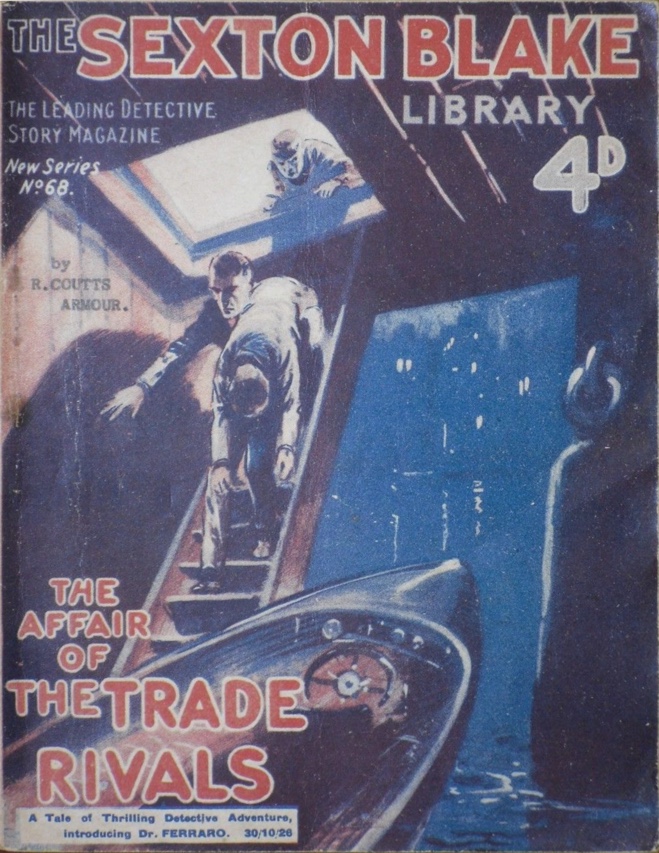 THE SEXTON BLAKE
LIBRARY
THE LEADING DETECTIVE
STORY MAGAZINE
4D
New Series
No 68.
by
R. COUTTS
ARMOUR.
THE
AFFAIR
OF
THE TRADE
RIVALS
A Tale of Thrilling Detective Adventure,
introducing Dr. FERRARO. 30/10/26